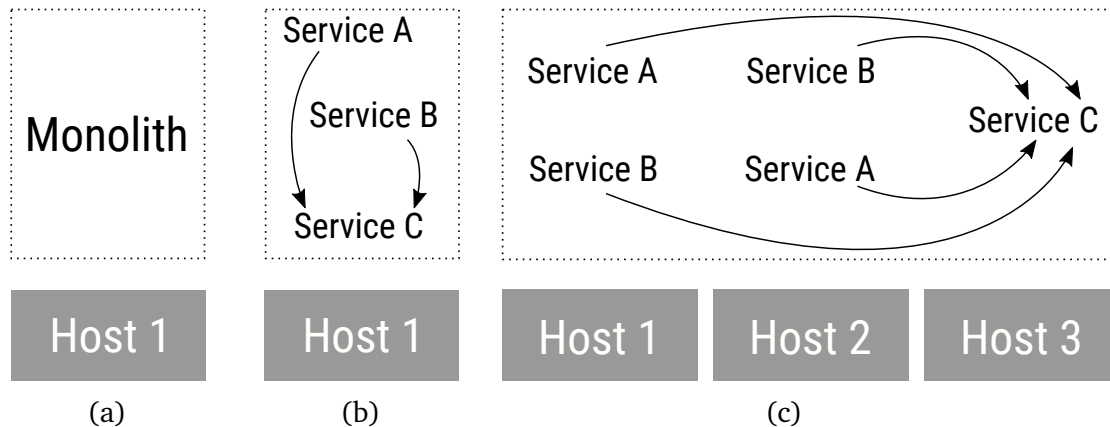 Monolith
Host 1
(a)
Service A
Service B
Service C
Host 1
(b)
Service A
Service B
Service C
Service B
Service A
Host 1
Host 2
Host 3
(c)